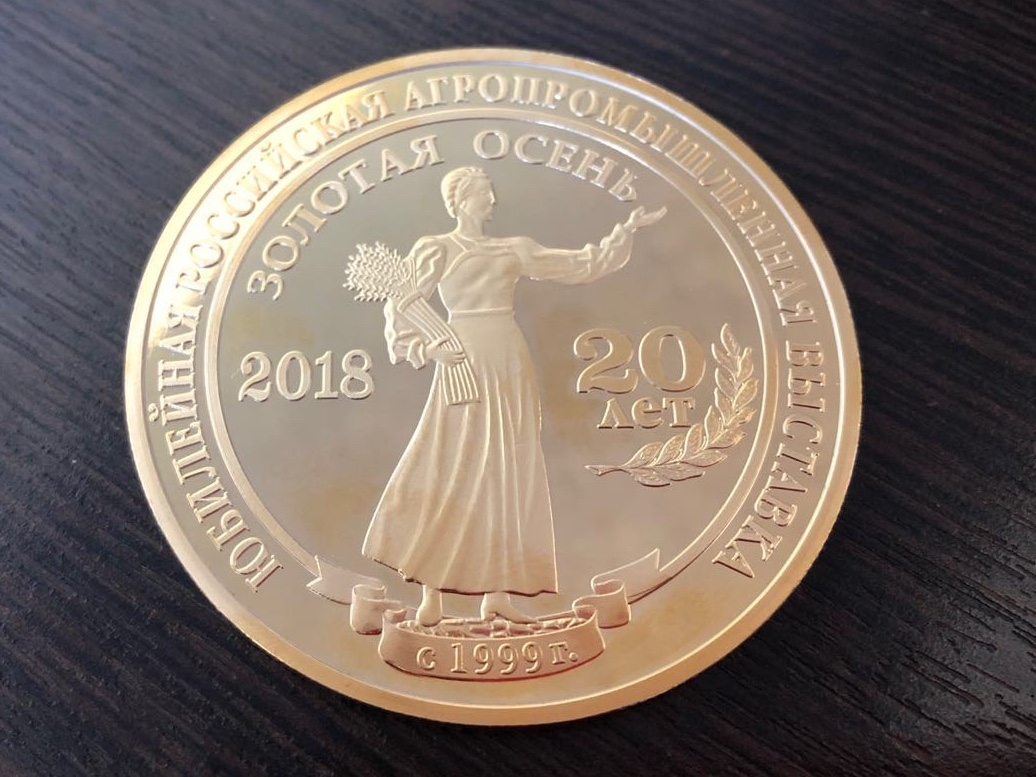 ЮБИЛЕЙНАЯ РОССИЙСКАЯ АГРОПРОМЫШЛЕННАЯ ВЫСТАВКА
ЗОЛОТАЯ ОСЕНЬ
2018
20
лет
с 1999 г.